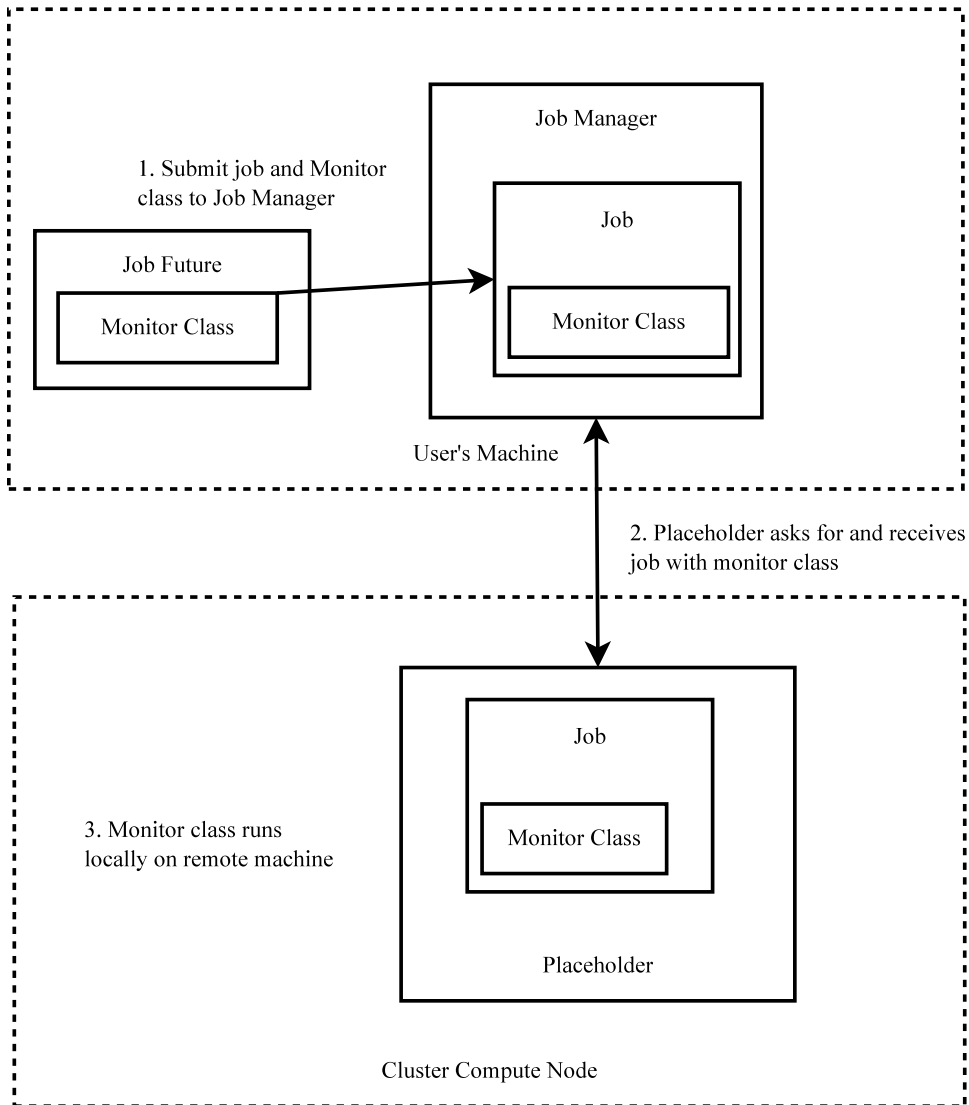 Job Manager
1. Submit job and Monitor
class to Job Manager
Job
Job Future
Monitor Class
Monitor Class
User's Machine
2. Placeholder asks for and receives
job with monitor class
Job
3. Monitor class runs
locally on remote machine
Monitor Class
Placeholder
Cluster Compute Node